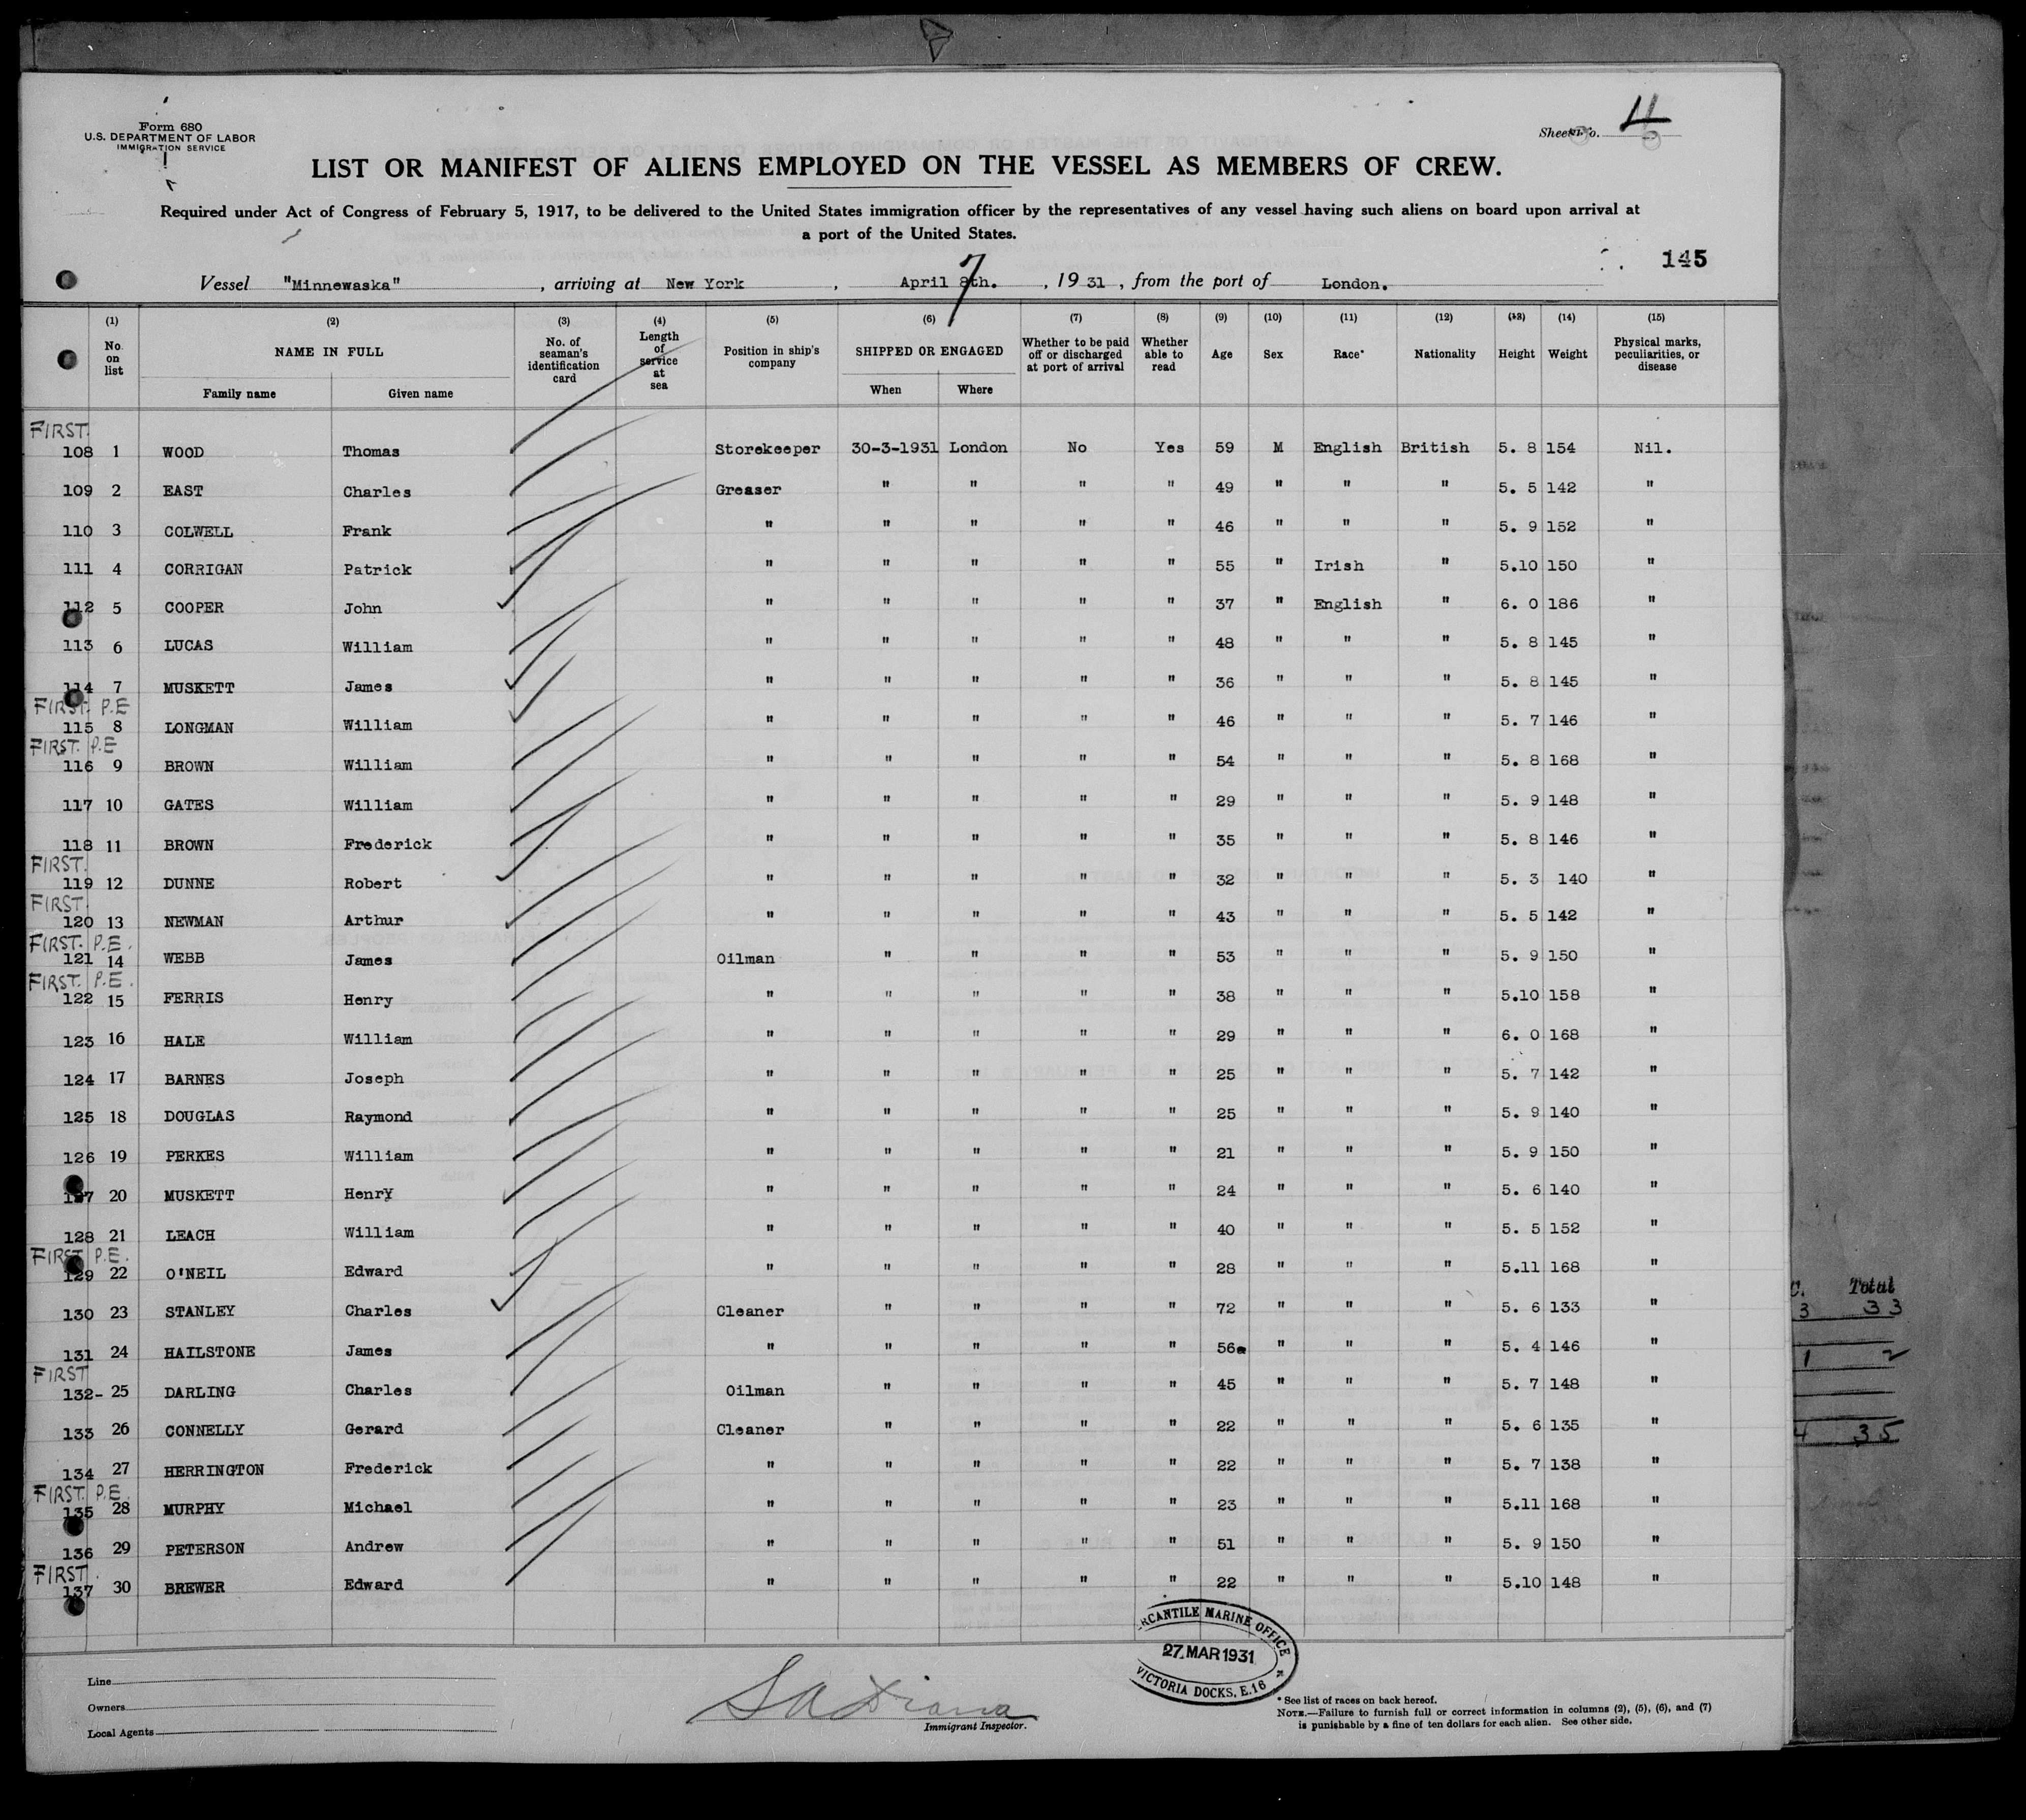 Form 680
U.S. DEPARTMENT OF LABOR
IMMIGRATION SERVICE
Sheet No. 4
LIST OR MANIFEST OF ALIENS EMPLOYED ON THE VESSEL AS MEMBERS OF CREW.
Required under Act of Congress of February 5, 1917, to be delivered to the United States immigration officer by the representatives of any vessel having such aliens on board upon arrival at
a port of the United States.
145
Vessel "Minnewaska", arriving at New York, April 8th. 7, 1931, from the port of London.
(1) (2) (3) (4) (5) (6) (7) (8) (9) (10) (11) (12) (13) (14) (15)
No. on list NAME IN FULL Family name Given name No. of seaman's identification card Length of service at sea Position in ship's company SHIPPED OR ENGAGED When Where Whether to be paid off or discharged at port of arrival Whether able to read Age Sex Race* Nationality Height Weight Physical marks, peculiarities, or disease
FIRST.
108 1 WOOD Thomas Storekeeper 30-3-1931 London No Yes 59 M English British 5. 8 154 Nil.
109 2 EAST Charles Greaser " " " " 49 " " " 5. 5 142 "
110 3 COLWELL Frank " " " " " 46 " " " 5. 9 152 "
111 4 CORRIGAN Patrick " " " " " 55 " Irish " 5.10 150 "
112 5 COOPER John " " " " " 37 " English " 6. 0 186 "
113 6 LUCAS William " " " " " 48 " " " 5. 8 145 "
114 7 MUSKETT James " " " " " 36 " " " 5. 8 145 "
FIRST. P.E
115 8 LONGMAN William " " " " " 46 " " " 5. 7 146 "
FIRST. P.E
116 9 BROWN William " " " " " 54 " " " 5. 8 168 "
117 10 GATES William " " " " " 29 " " " 5. 9 148 "
118 11 BROWN Frederick " " " " " 35 " " " 5. 8 146 "
FIRST.
119 12 DUNNE Robert " " " " " 32 " " " 5. 3 140 "
FIRST
120 13 NEWMAN Arthur " " " " " 43 " " " 5. 5 142 "
FIRST. P.E.
121 14 WEBB James Oilman " " " " 53 " " " 5. 9 150 "
FIRST. P.E.
122 15 FERRIS Henry " " " " " 38 " " " 5.10 158 "
123 16 HALE William " " " " " 29 " " " 6. 0 168 "
124 17 BARNES Joseph " " " " " 25 " " " 5. 7 142 "
125 18 DOUGLAS Raymond " " " " " 25 " " " 5. 9 140 "
126 19 PERKES William " " " " " 21 " " " 5. 9 150 "
127 20 MUSKETT Henry " " " " " 24 " " " 5. 6 140 "
128 21 LEACH William " " " " " 40 " " " 5. 5 152 "
FIRST P.E.
129 22 O'NEIL Edward " " " " " 28 " " " 5.11 168 "
130 23 STANLEY Charles Cleaner " " " " 72 " " " 5. 6 133 "
131 24 HAILSTONE James " " " " " 56 " " " 5. 4 146 "
FIRST
132- 25 DARLING Charles Oilman " " " " 45 " " " 5. 7 148 "
133 26 CONNELLY Gerard Cleaner " " " " 22 " " " 5. 6 135 "
134 27 HERRINGTON Frederick " " " " " 22 " " " 5. 7 138 "
FIRST. P.E.
135 28 MURPHY Michael " " " " " 23 " " " 5.11 168 "
136 29 PETERSON Andrew " " " " " 51 " " " 5. 9 150 "
FIRST.
137 30 BREWER Edward " " " " " 22 " " " 5.10 148 "
Total
3 33
1 2
4 35
MERCANTILE MARINE OFFICE
27 MAR 1931
VICTORIA DOCKS, E.16
Line
Owners
Local Agents
Immigrant Inspector.
* See list of races on back hereof.
NOTE.—Failure to furnish full or correct information in columns (2), (5), (6), and (7)
is punishable by a fine of ten dollars for each alien. See other side.